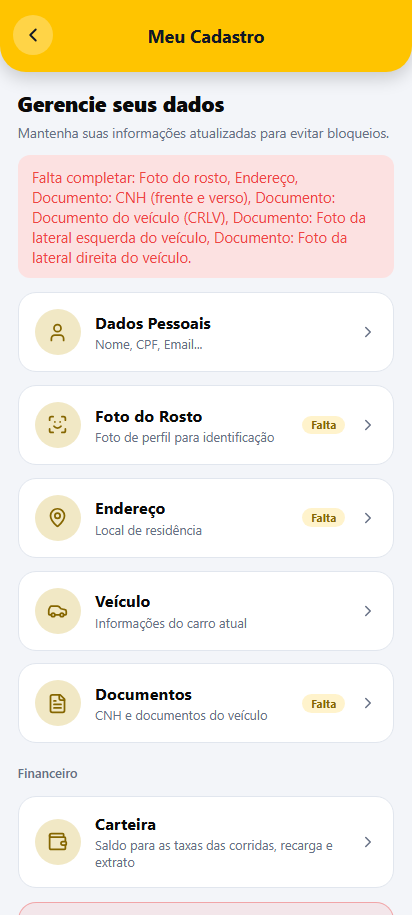 Meu Cadastro
Gerencie seus dados
Mantenha suas informações atualizadas para evitar bloqueios.
Falta completar: Foto do rosto, Endereço,
Documento: CNH (frente e verso), Documento:
Documento do veículo (CRLV), Documento: Foto da
lateral esquerda do veículo, Documento: Foto da
lateral direita do veículo.
Dados Pessoais
Nome, CPF, Email...
Foto do Rosto
Foto de perfil para identificação
Falta
Endereço
Local de residência
Falta
Veículo
Informações do carro atual
Documentos
CNH e documentos do veículo
Falta
Financeiro
Carteira
Saldo para as taxas das corridas, recarga e
extrato